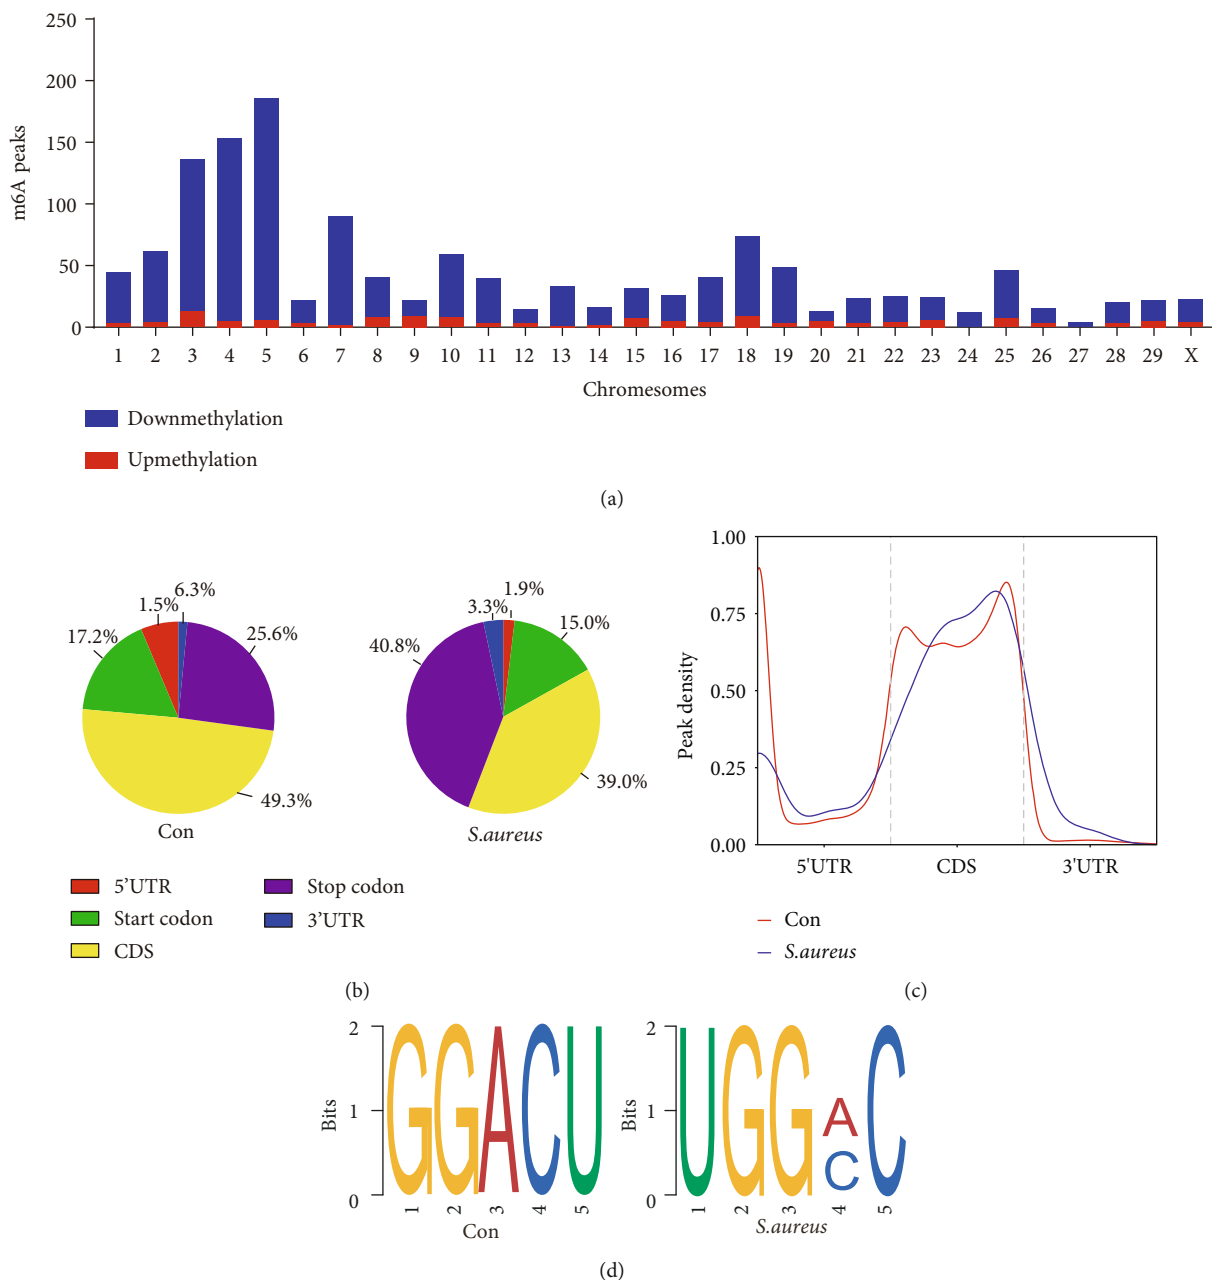 250
200
150
100
50
0
m6A peaks
1 2 3 4 5 6 7 8 9 10 11 12 13 14 15 16 17 18 19 20 21 22 23 24 25 26 27 28 29 X
Chromesomes
Downmethylation
Upmethylation
(a)
6.3%
1.5%
17.2%
25.6%
49.3%
Con
1.9%
3.3%
15.0%
40.8%
39.0%
S.aureus
5'UTR
Start codon
CDS
Stop codon
3'UTR
(b)
1.00
0.75
0.50
0.25
0.00
Peak density
5'UTR CDS 3'UTR
Con
S.aureus
(c)
2
1
0
Bits
GGACU
1 2 3 4 5
Con
2
1
0
Bits
UGGAC
C
1 2 3 4 5
S.aureus
(d)